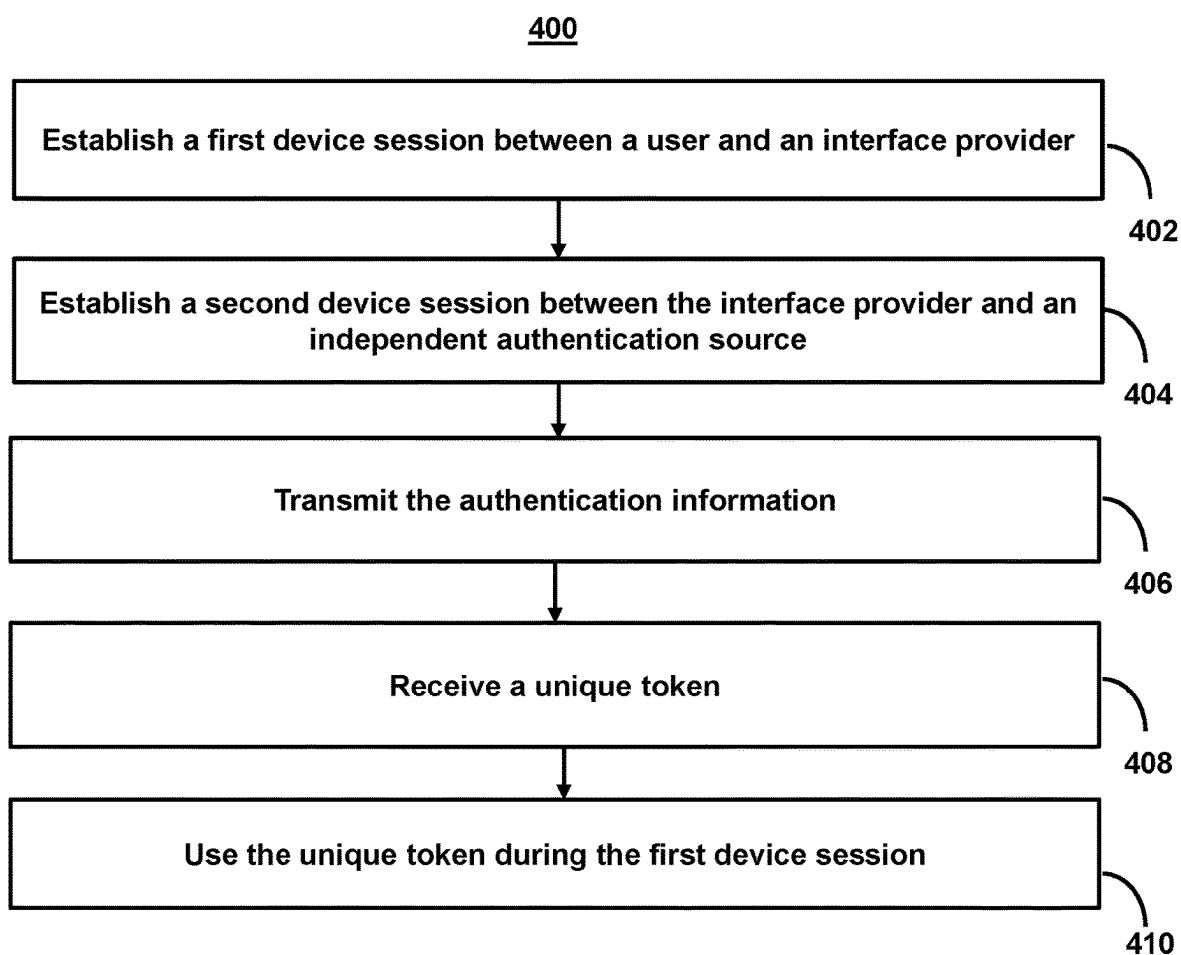 400
Establish a first device session between a user and an interface provider
402
Establish a second device session between the interface provider and an
independent authentication source
404
Transmit the authentication information
406
Receive a unique token
408
Use the unique token during the first device session
410